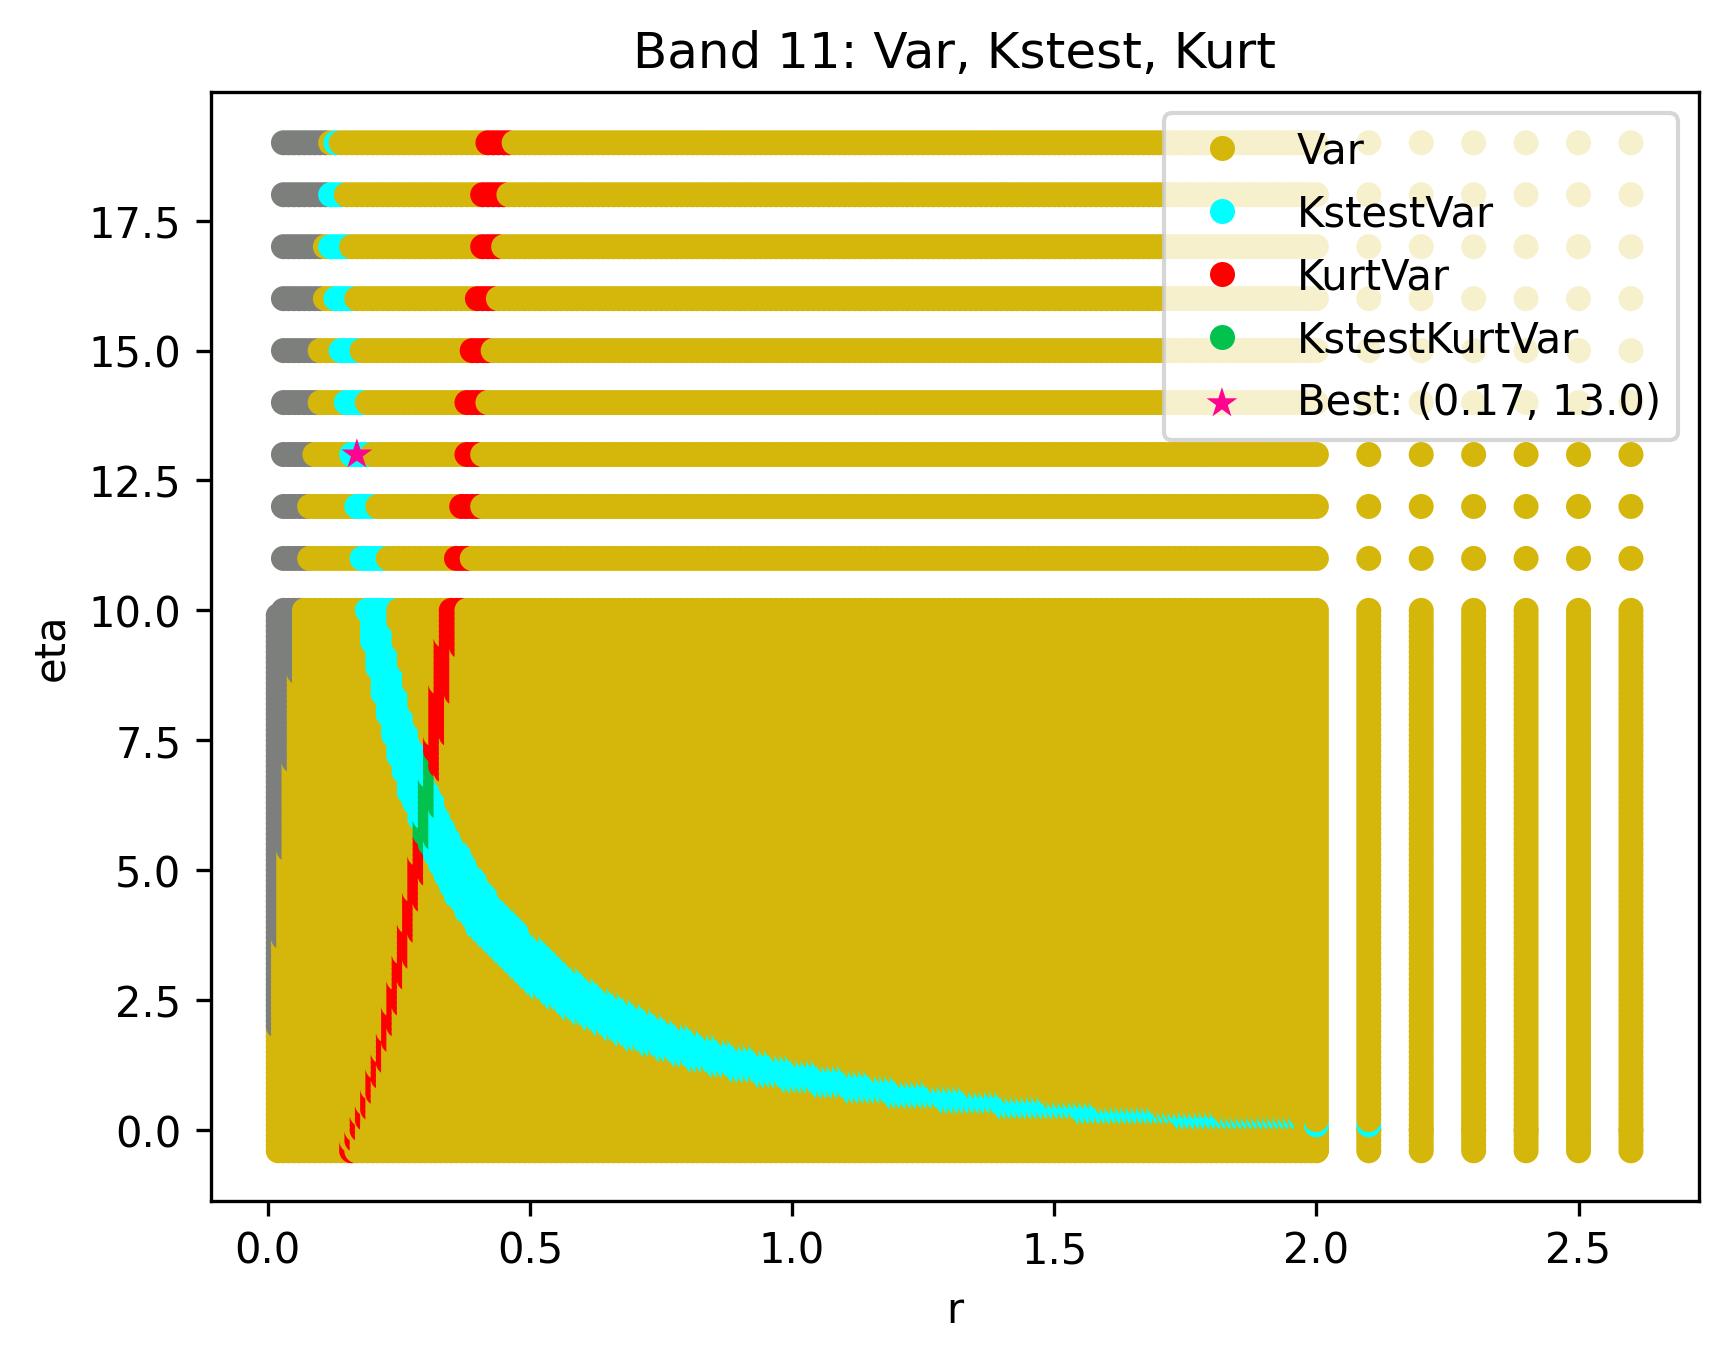 Band 11: Var, Kstest, Kurt
Var
KstestVar
KurtVar
KstestKurtVar
Best: (0.17, 13.0)
17.5
15.0
12.5
10.0
7.5
5.0
2.5
0.0
eta
0.0 0.5 1.0 1.5 2.0 2.5
r